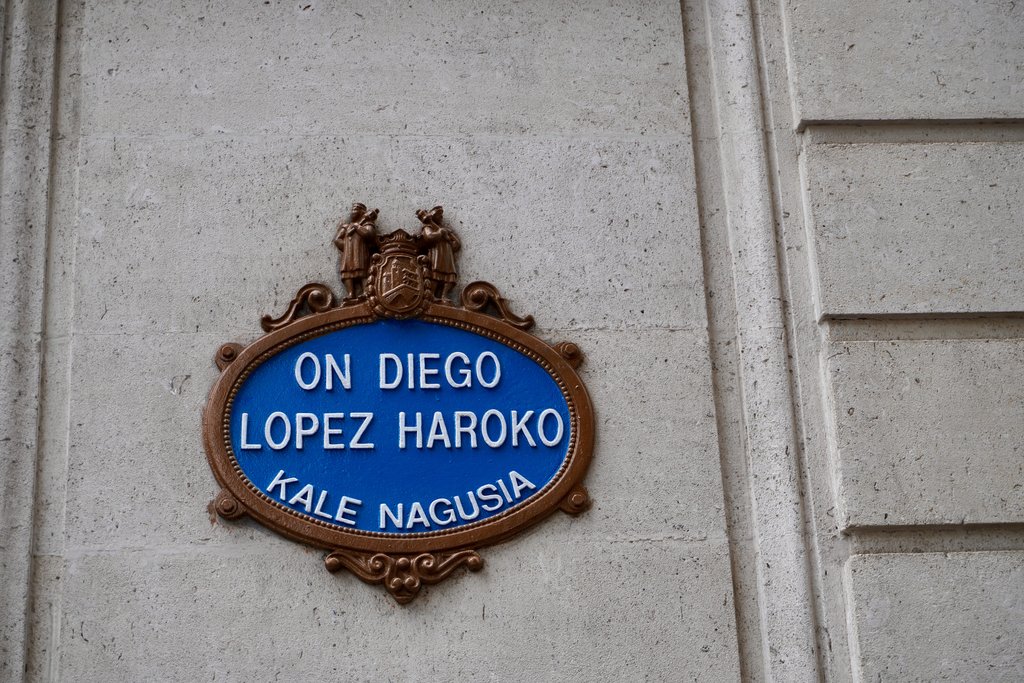 ON DIEGO
LOPEZ HAROKO
KALE NAGUSIA